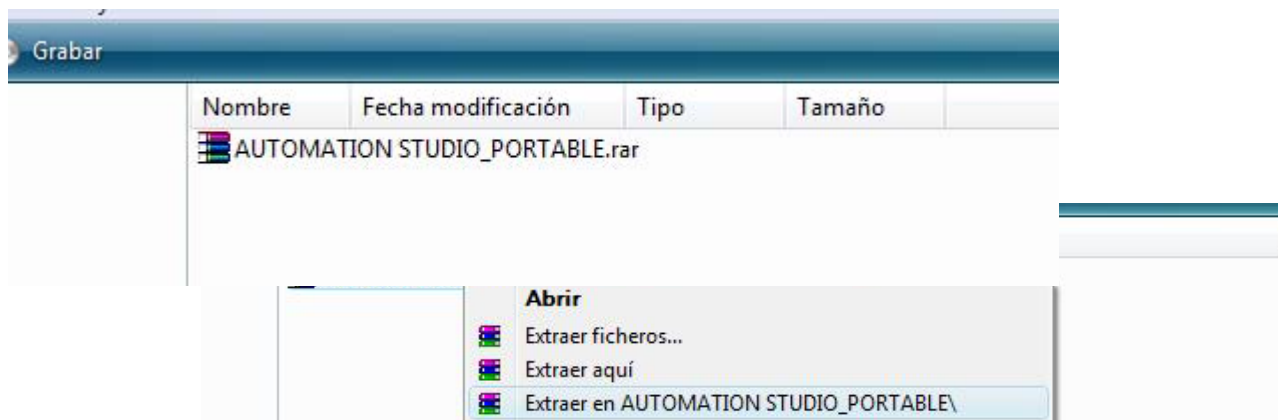 Grabar
Nombre Fecha modificación Tipo Tamaño
AUTOMATION STUDIO_PORTABLE.rar
Abrir
Extraer ficheros...
Extraer aquí
Extraer en AUTOMATION STUDIO_PORTABLE\